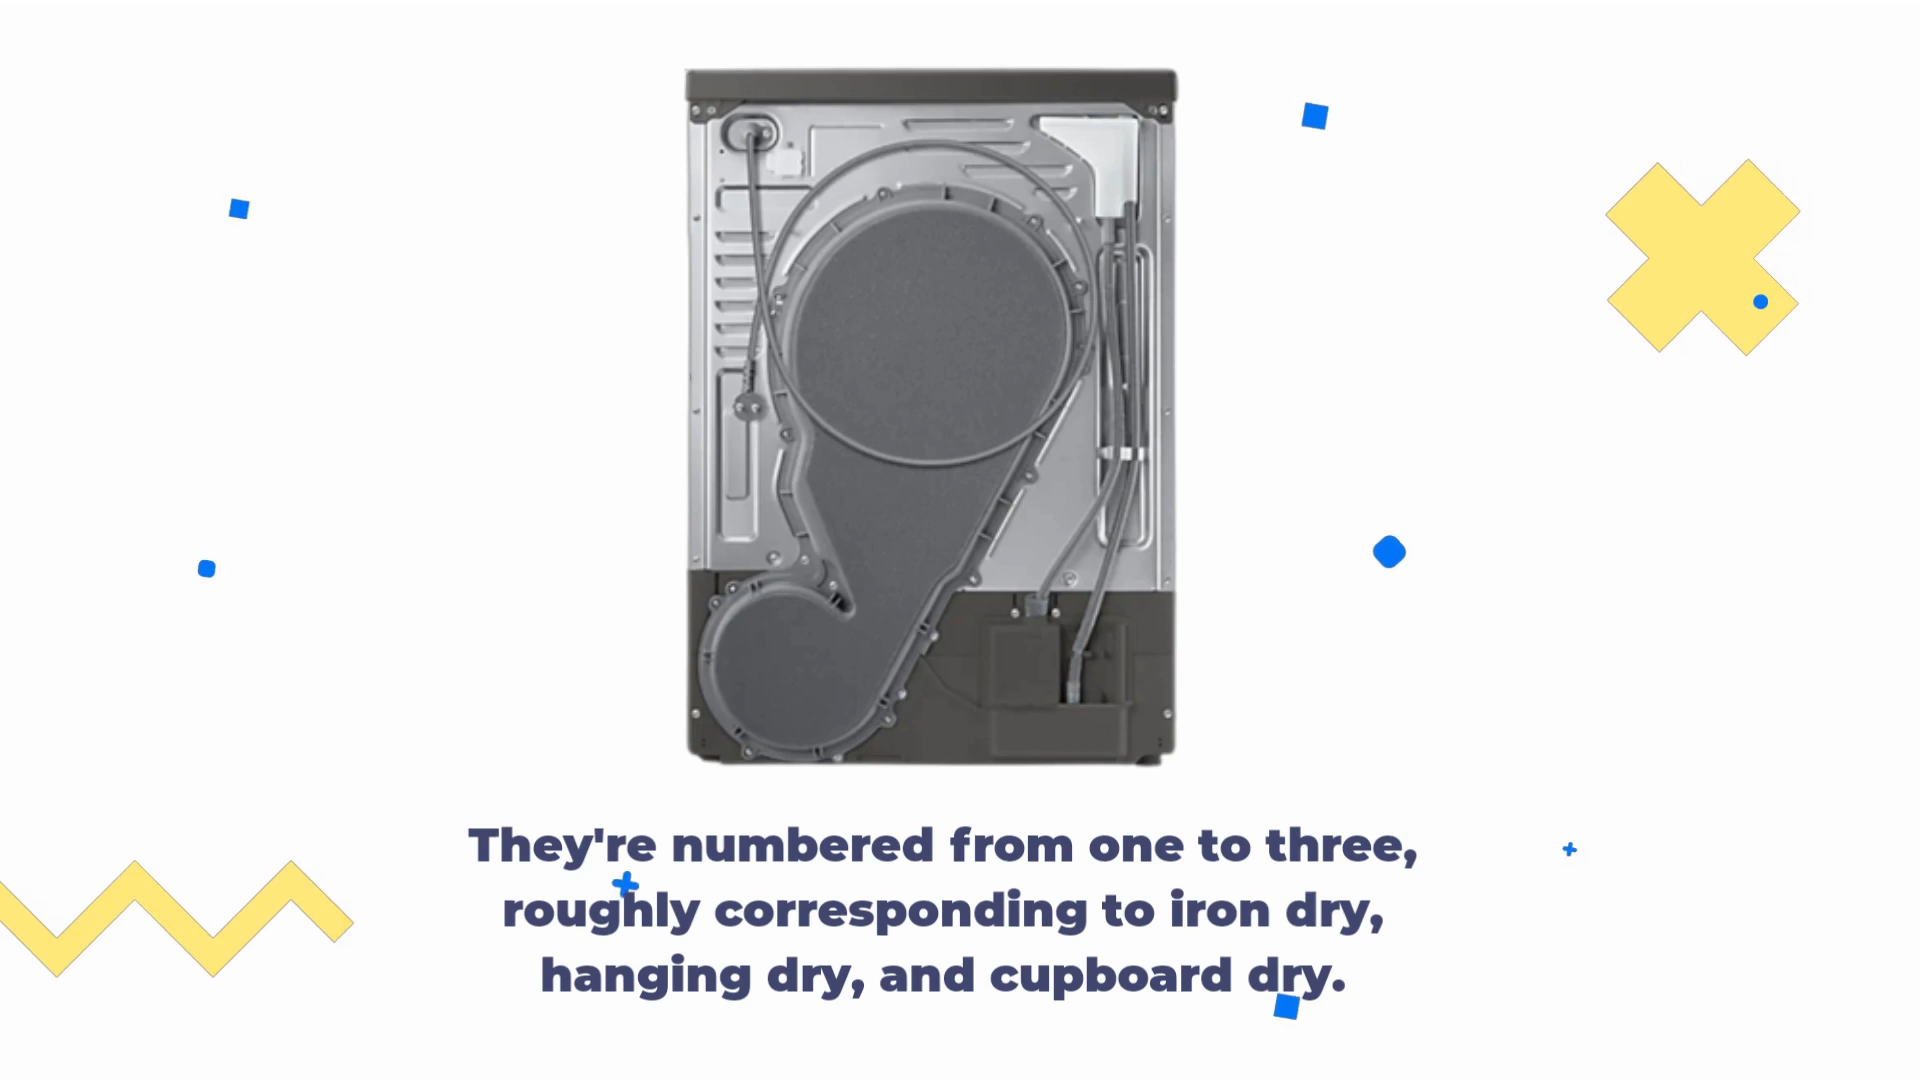 They're numbered from one to three,
roughly corresponding to iron dry,
hanging dry, and cupboard dry.